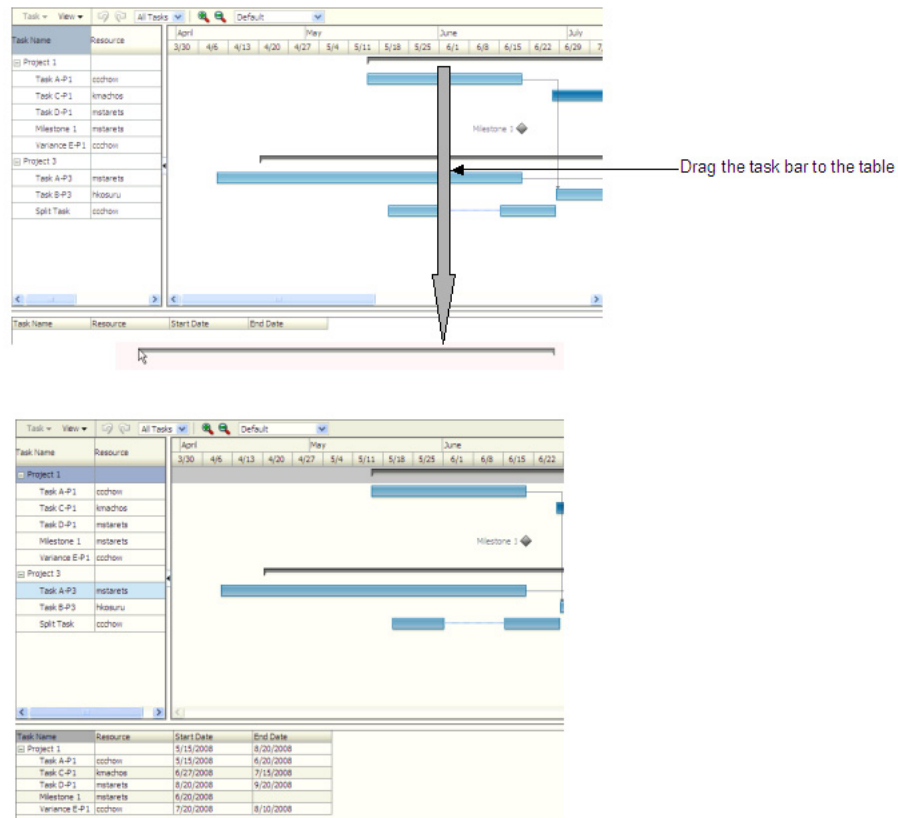 Task View All Tasks Default
Task Name Resource April May June July
3/30 4/6 4/13 4/20 4/27 5/4 5/11 5/18 5/25 6/1 6/8 6/15 6/22 6/29 7
Project 1
Task A-P1 ccchow
Task C-P1 kmachos
Task D-P1 mstarets
Milestone 1 mstarets Milestone 1
Variance E-P1 ccchow
Project 3
Drag the task bar to the table
Task A-P3 mstarets
Task B-P3 hkosuru
Split Task ccchow
Task Name Resource Start Date End Date
Task View All Tasks Default
Task Name Resource April May June
3/30 4/6 4/13 4/20 4/27 5/4 5/11 5/18 5/25 6/1 6/8 6/15 6/22
Project 1
Task A-P1 ccchow
Task C-P1 kmachos
Task D-P1 mstarets
Milestone 1 mstarets Milestone 1
Variance E-P1 ccchow
Project 3
Task A-P3 mstarets
Task B-P3 hkosuru
Split Task ccchow
Task Name Resource Start Date End Date
Project 1 5/15/2008 8/20/2008
Task A-P1 ccchow 5/15/2008 6/20/2008
Task C-P1 kmachos 6/27/2008 7/15/2008
Task D-P1 mstarets 8/20/2008 9/20/2008
Milestone 1 mstarets 6/20/2008
Variance E-P1 ccchow 7/20/2008 8/10/2008